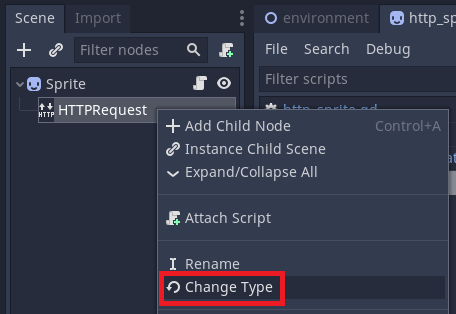 Scene Import
environment http_sp
Filter nodes
File Search Debug
Filter scripts
Sprite
HTTP HTTPRequest
http_sprite.gd
Add Child Node Control+A
Instance Child Scene
Expand/Collapse All
Attach Script
Rename
Change Type